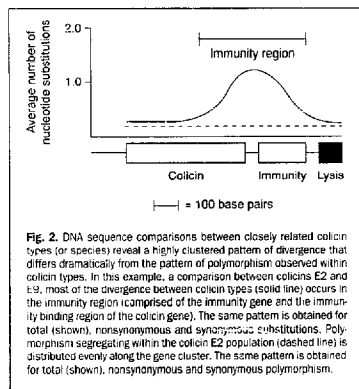 Average number of
nucleotide substitutions
2.0
1.0
Immunity region
Colicin
Immunity
Lysis
= 100 base pairs
Fig. 2. DNA sequence comparisons between closely related colicin
types (or species) reveal a highly clustered pattern of divergence that
differs dramatically from the pattern of polymorphism observed within
colicin types. In this example, a comparison between colicins E2 and
E9, most of the divergence between colicin types (solid line) occurs in
the immunity region (comprised of the immunity gene and the immun-
ity binding region of the colicin gene). The same pattern is obtained for
total (shown), nonsynonymous and synonymous substitutions. Poly-
morphism segregating within the colicin E2 population (dashed line) is
distributed evenly along the gene cluster. The same pattern is obtained
for total (shown), nonsynonymous and synonymous polymorphism.